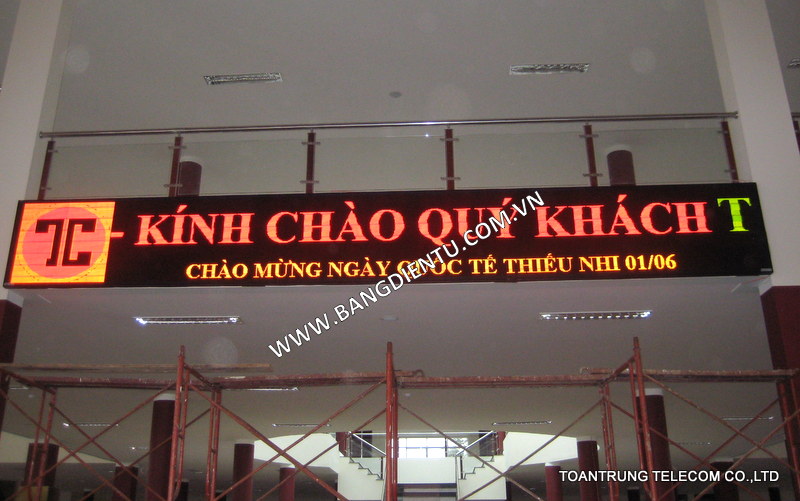 TC - KÍNH CHÀO QUÝ KHÁCH T
CHÀO MỪNG NGÀY QUỐC TẾ THIẾU NHI 01/06
WWW.BANGDIENTU.COM.VN
TOANTRUNG TELECOM CO.,LTD